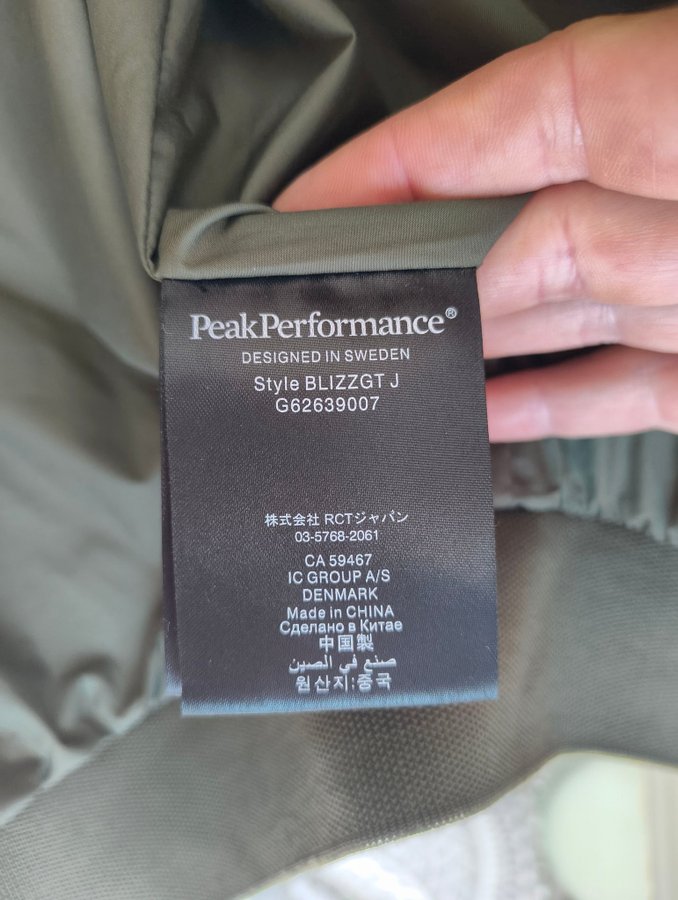 PeakPerformance®
DESIGNED IN SWEDEN
Style BLIZZGT J
G62639007
株式会社 RCTジャパン
03-5768-2061
CA 59467
IC GROUP A/S
DENMARK
Made in CHINA
Сделано в Китае
中国製
صنع في الصين
원산지:중국